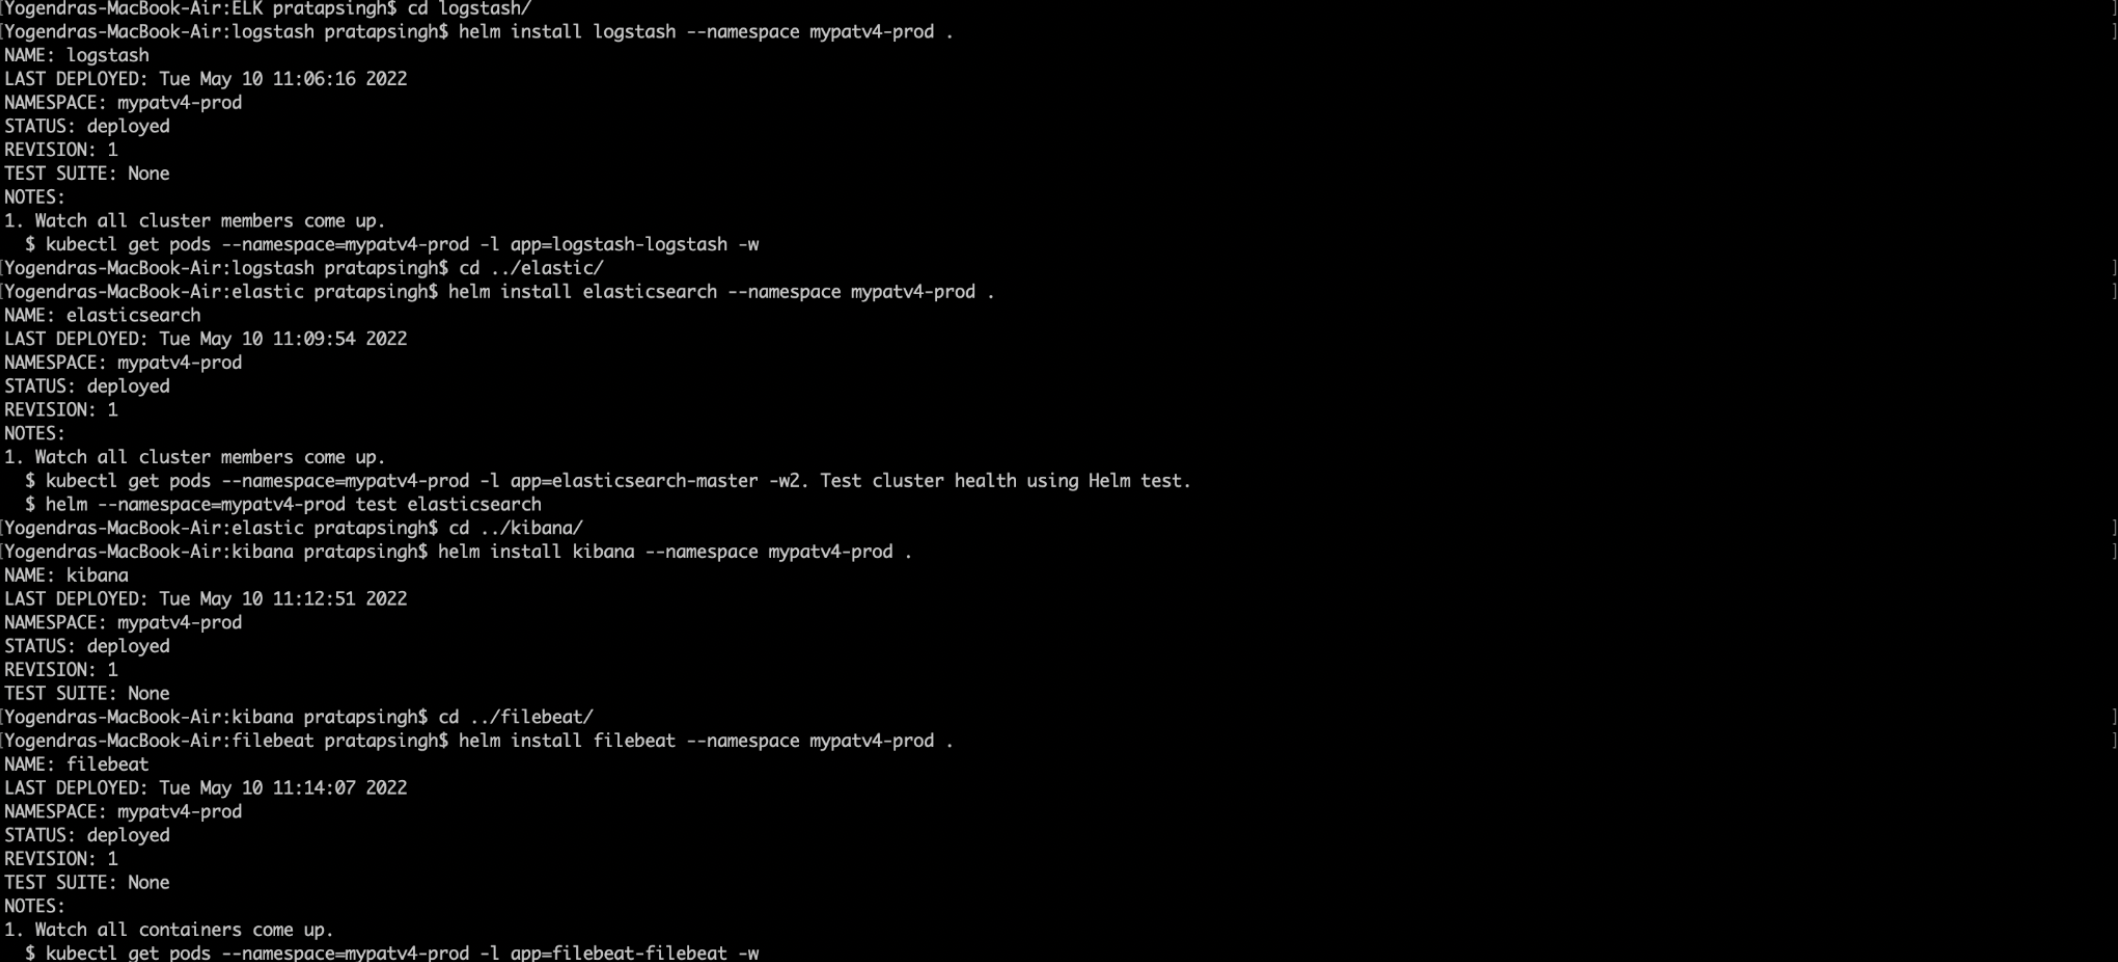 [Yogendras-MacBook-Air:ELK pratapsingh$ cd logstash/ ]
[Yogendras-MacBook-Air:logstash pratapsingh$ helm install logstash --namespace mypatv4-prod . ]
NAME: logstash
LAST DEPLOYED: Tue May 10 11:06:16 2022
NAMESPACE: mypatv4-prod
STATUS: deployed
REVISION: 1
TEST SUITE: None
NOTES:
1. Watch all cluster members come up.
  $ kubectl get pods --namespace=mypatv4-prod -l app=logstash-logstash -w
[Yogendras-MacBook-Air:logstash pratapsingh$ cd ../elastic/ ]
[Yogendras-MacBook-Air:elastic pratapsingh$ helm install elasticsearch --namespace mypatv4-prod . ]
NAME: elasticsearch
LAST DEPLOYED: Tue May 10 11:09:54 2022
NAMESPACE: mypatv4-prod
STATUS: deployed
REVISION: 1
NOTES:
1. Watch all cluster members come up.
  $ kubectl get pods --namespace=mypatv4-prod -l app=elasticsearch-master -w2. Test cluster health using Helm test.
  $ helm --namespace=mypatv4-prod test elasticsearch
[Yogendras-MacBook-Air:elastic pratapsingh$ cd ../kibana/ ]
[Yogendras-MacBook-Air:kibana pratapsingh$ helm install kibana --namespace mypatv4-prod . ]
NAME: kibana
LAST DEPLOYED: Tue May 10 11:12:51 2022
NAMESPACE: mypatv4-prod
STATUS: deployed
REVISION: 1
TEST SUITE: None
[Yogendras-MacBook-Air:kibana pratapsingh$ cd ../filebeat/ ]
[Yogendras-MacBook-Air:filebeat pratapsingh$ helm install filebeat --namespace mypatv4-prod . ]
NAME: filebeat
LAST DEPLOYED: Tue May 10 11:14:07 2022
NAMESPACE: mypatv4-prod
STATUS: deployed
REVISION: 1
TEST SUITE: None
NOTES:
1. Watch all containers come up.
  $ kubectl get pods --namespace=mypatv4-prod -l app=filebeat-filebeat -w